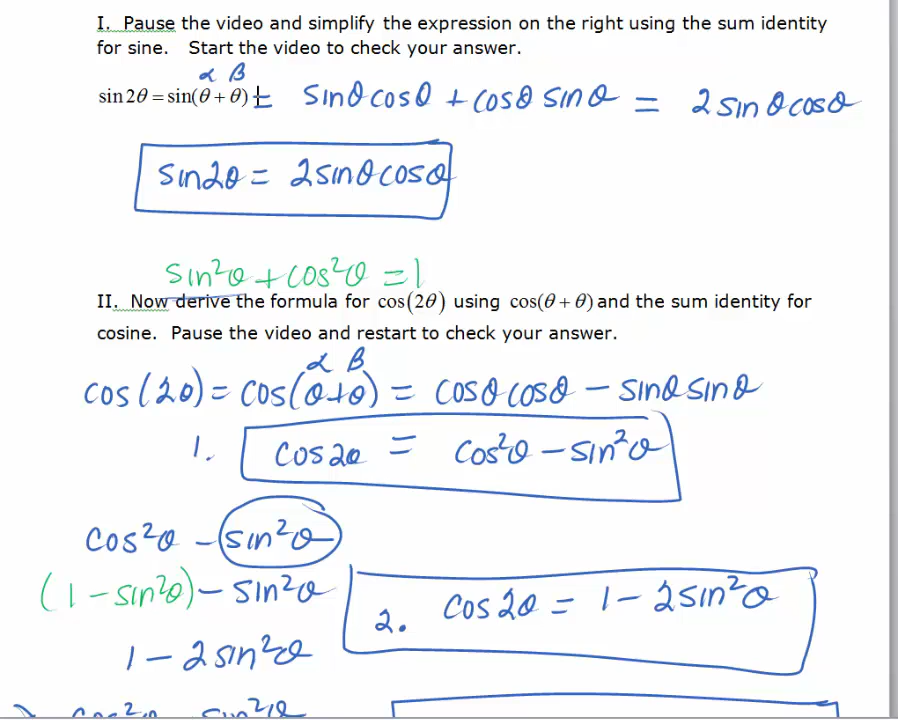 I. Pause the video and simplify the expression on the right using the sum identity
for sine. Start the video to check your answer.
α β
sin 2θ = sin(θ + θ) = sinθ cosθ + cosθ sinθ = 2 sinθ cosθ
sin2θ = 2sinθcosθ
sin²θ + cos²θ = 1
II. Now derive the formula for cos(2θ) using cos(θ + θ) and the sum identity for
cosine. Pause the video and restart to check your answer.
α β
cos(2θ) = cos(θ+θ) = cosθ cosθ − sinθ sinθ
1. cos2θ = cos²θ − sin²θ
cos²θ − sin²θ
(1 − sin²θ) − sin²θ
2. cos2θ = 1 − 2sin²θ
1 − 2sin²θ